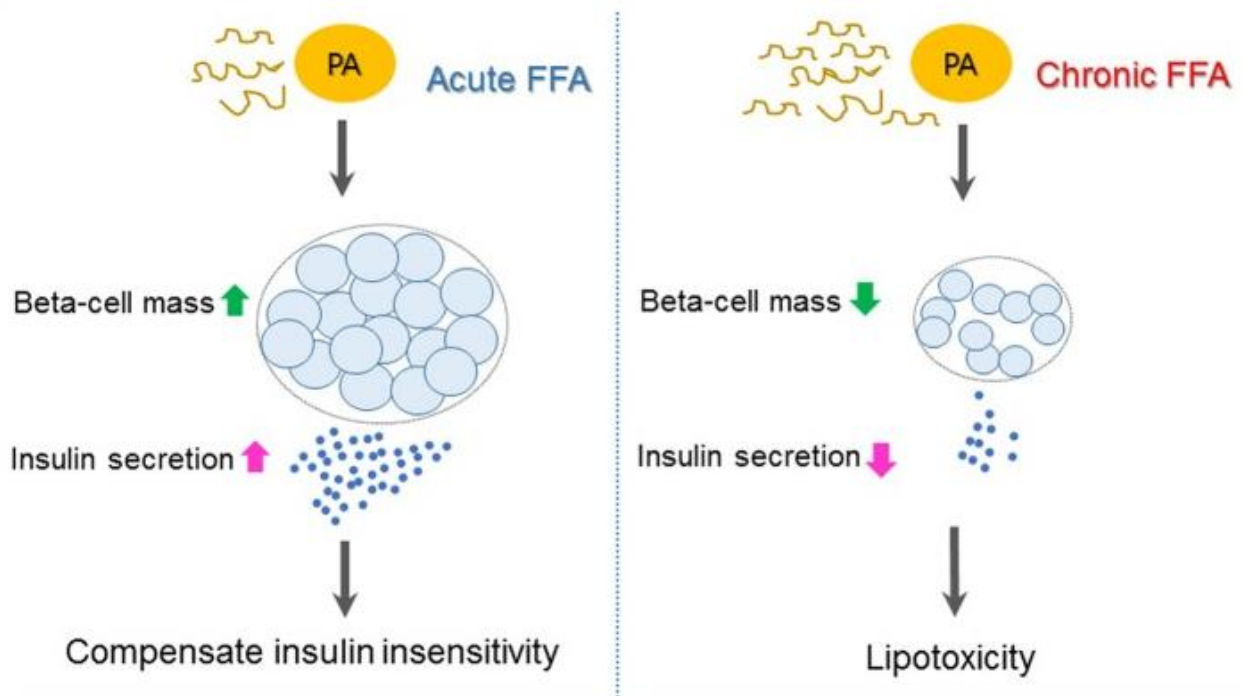 PA
Acute FFA
Beta-cell mass
Insulin secretion
Compensate insulin insensitivity
PA
Chronic FFA
Beta-cell mass
Insulin secretion
Lipotoxicity